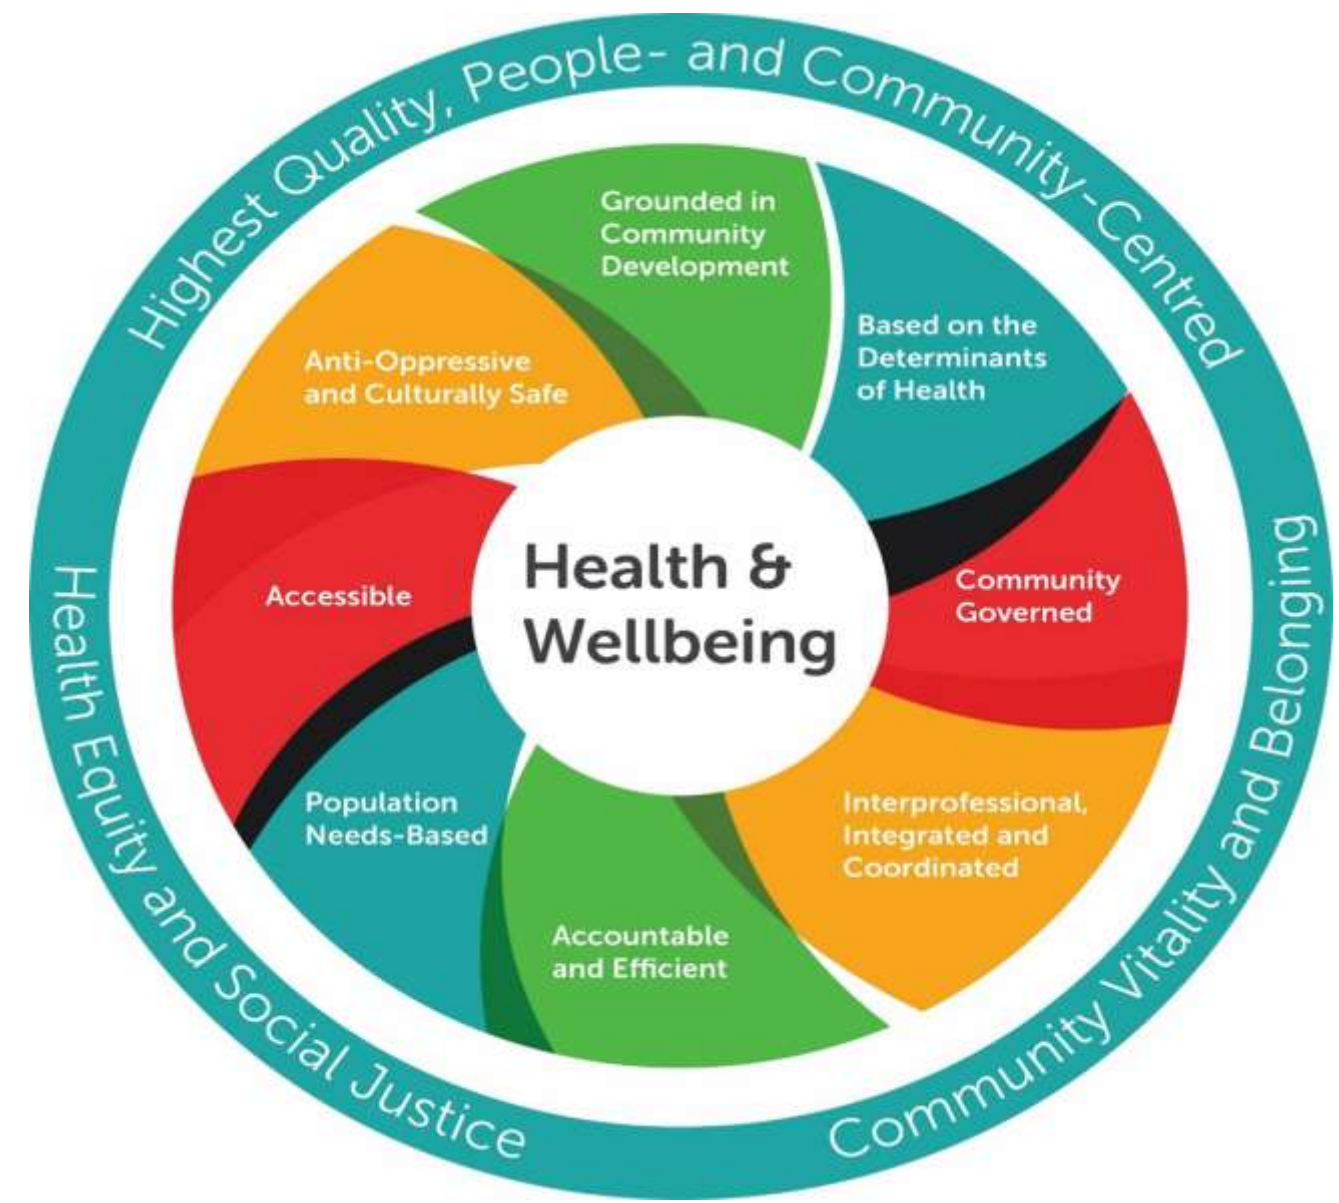 Highest Quality, People- and Community-Centred
Grounded in
Community
Development
Based on the
Determinants
of Health
Anti-Oppressive
and Culturally Safe
Health &
Wellbeing
Community
Governed
Accessible
Interprofessional,
Integrated and
Coordinated
Population
Needs-Based
Accountable
and Efficient
Community Vitality and Belonging
Health Equity and Social Justice